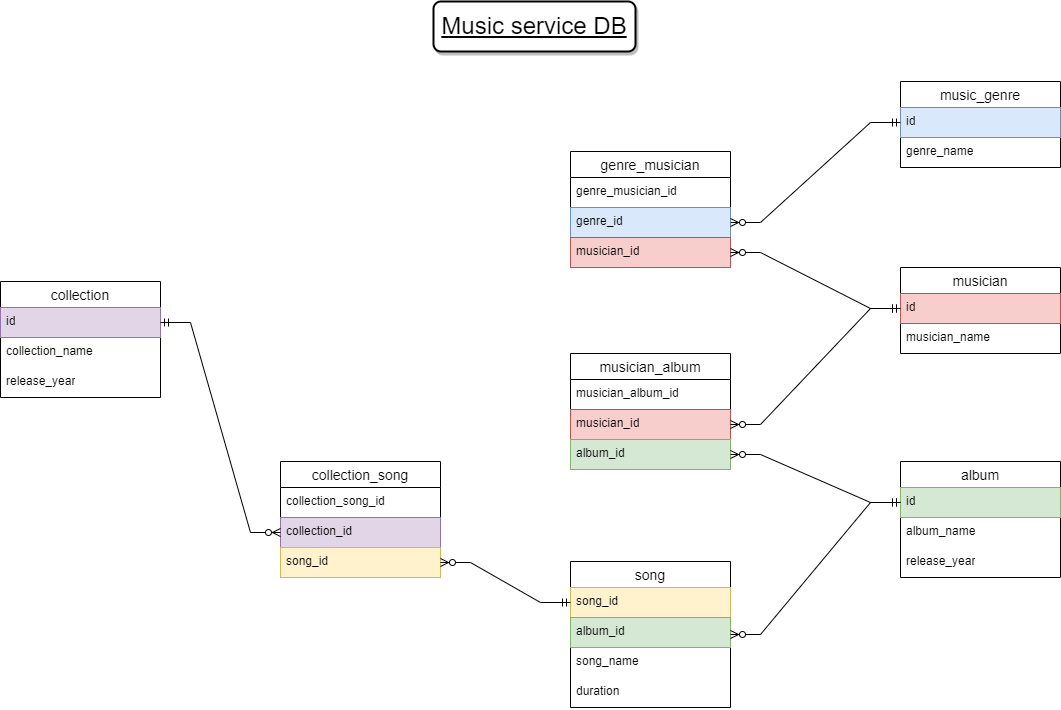 Music service DB
music_genre
id
genre_name
genre_musician
genre_musician_id
genre_id
musician_id
musician
id
musician_name
collection
id
collection_name
release_year
musician_album
musician_album_id
musician_id
album_id
collection_song
collection_song_id
collection_id
song_id
album
id
album_name
release_year
song
song_id
album_id
song_name
duration